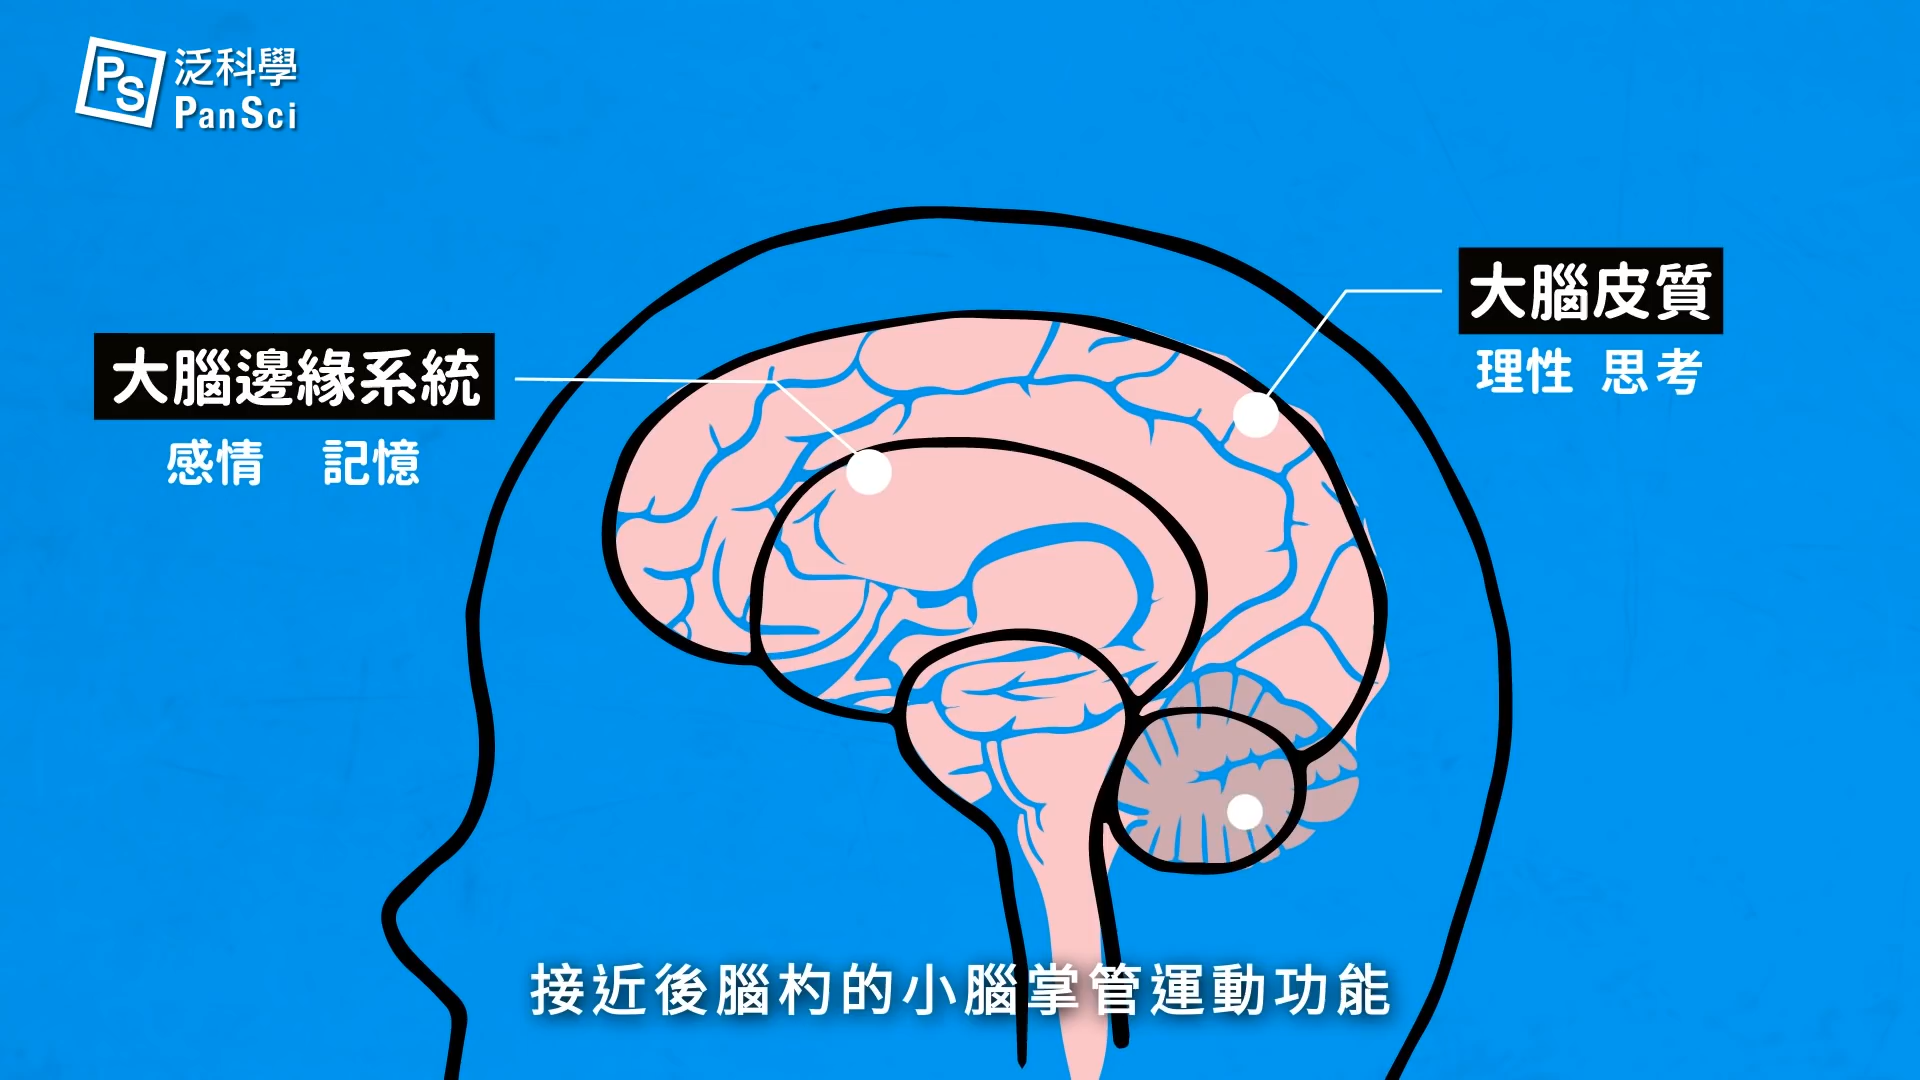 PS
泛科學
PanSci
大腦皮質
理性 思考
大腦邊緣系統
感情 記憶
接近後腦杓的小腦掌管運動功能